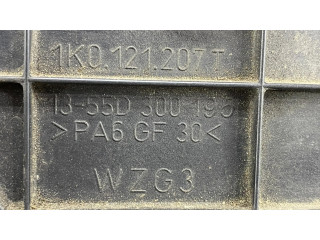 1K0.121.207 T
13-55D 300 195
>PA6 GF 30<
WZG3